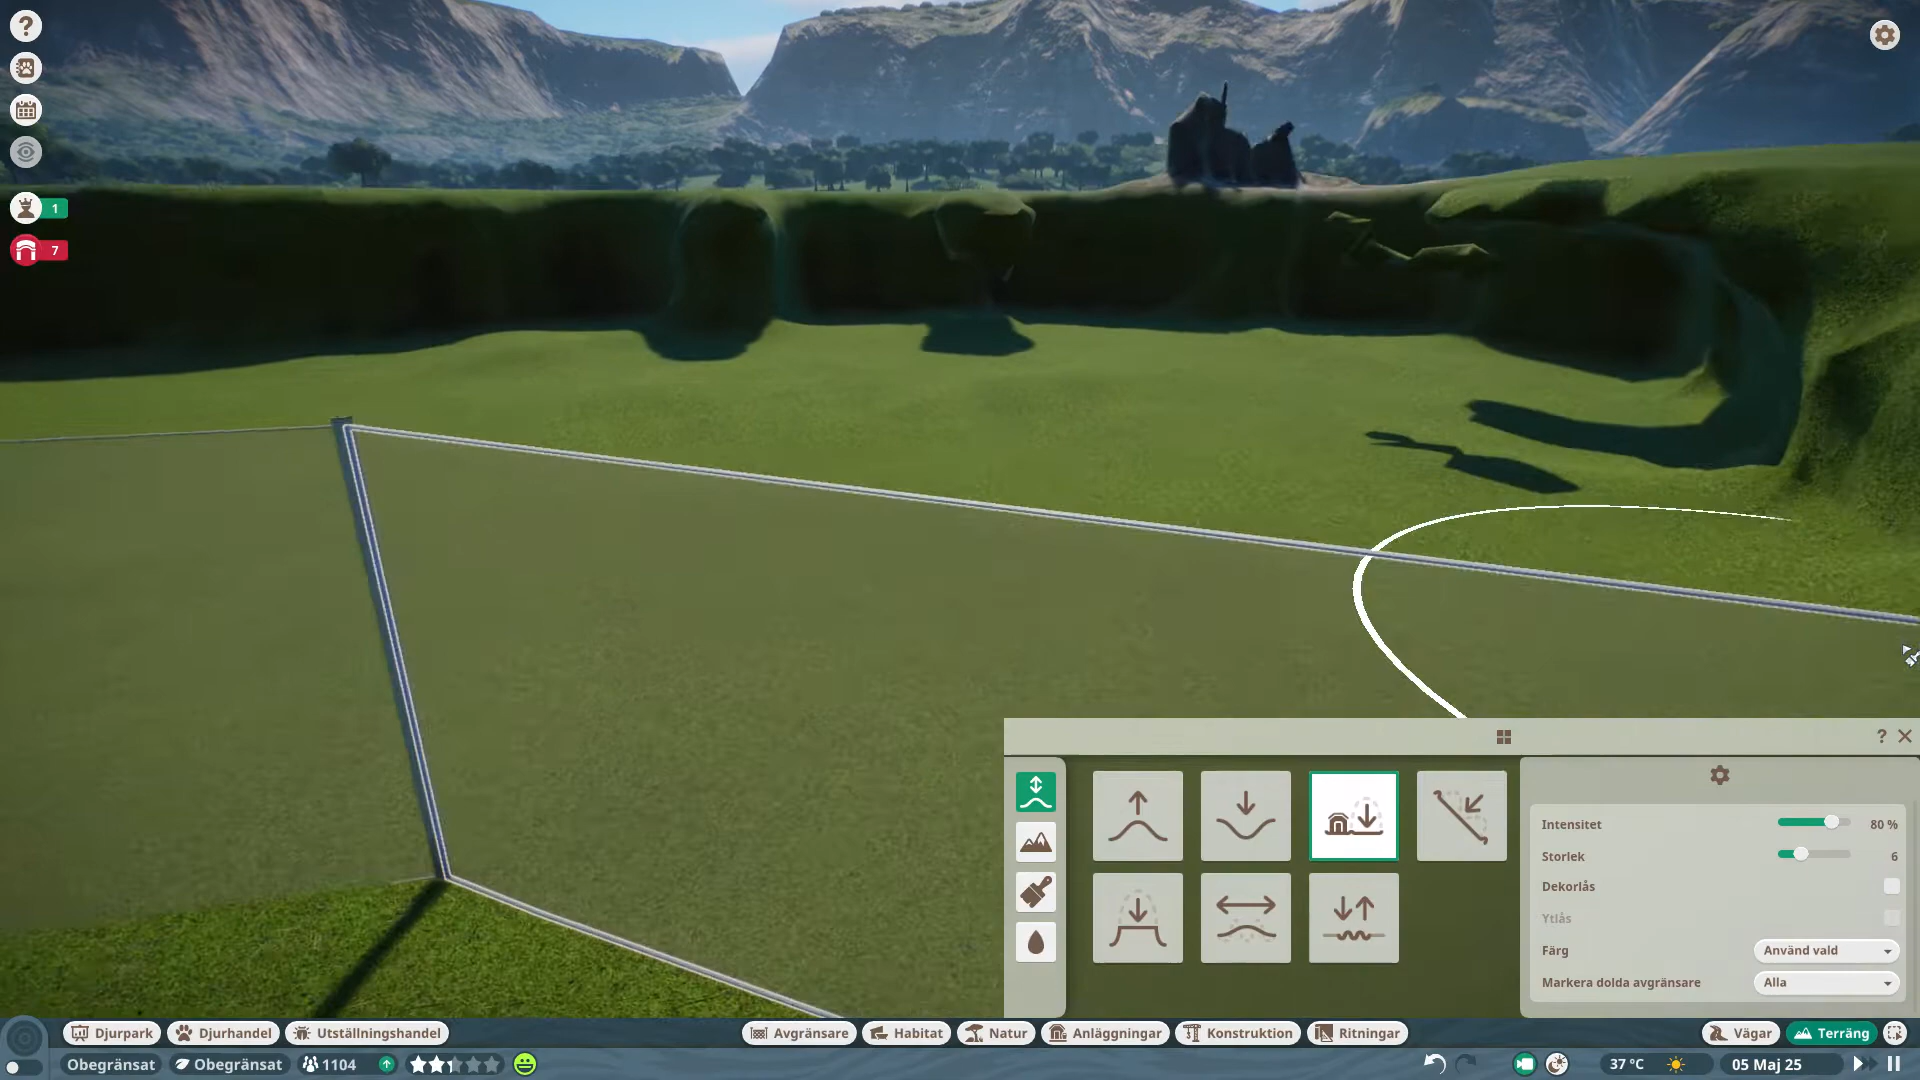 ?
1
7
?
Intensitet 80 %
Storlek 6
Dekorlås
Ytlås
Färg Använd vald
Markera dolda avgränsare Alla
Djurpark Djurhandel Utställningshandel Avgränsare Habitat Natur Anläggningar Konstruktion Ritningar Vägar Terräng
Obegränsat Obegränsat 1104 37 °C 05 Maj 25